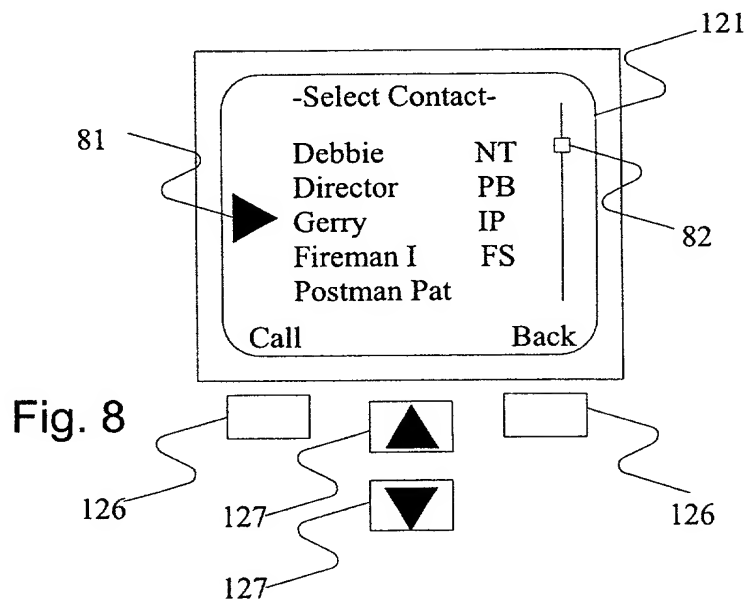 121
-Select Contact-
81
Debbie NT
Director PB
Gerry IP
82
Fireman I FS
Postman Pat
Call Back
Fig. 8
126
127
126
127